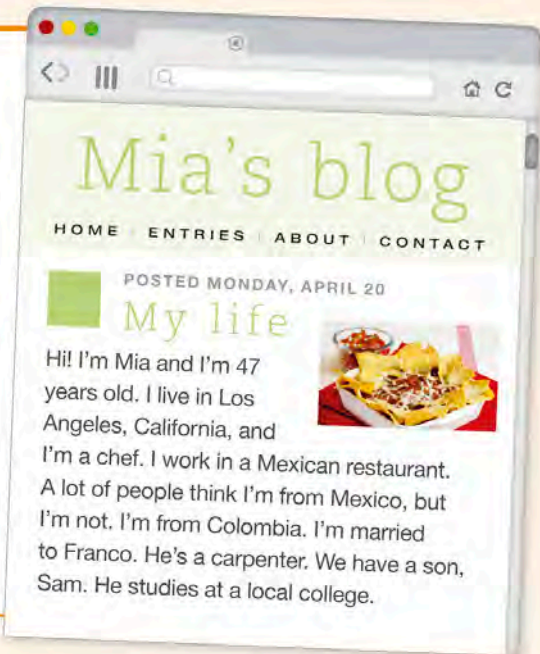 Mia's blog
HOME ENTRIES ABOUT CONTACT
POSTED MONDAY, APRIL 20
My life
Hi! I'm Mia and I'm 47
years old. I live in Los
Angeles, California, and
I'm a chef. I work in a Mexican restaurant.
A lot of people think I'm from Mexico, but
I'm not. I'm from Colombia. I'm married
to Franco. He's a carpenter. We have a son,
Sam. He studies at a local college.